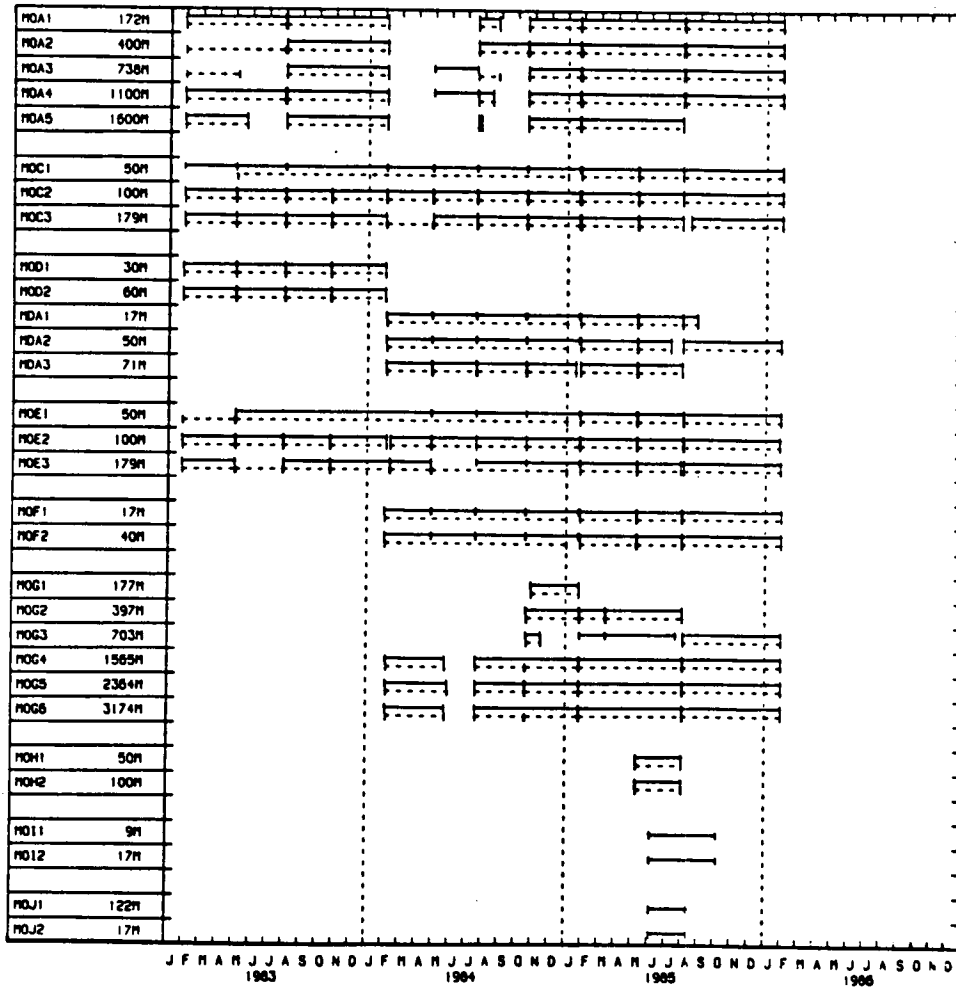 MOA1 172M
MOA2 400M
MOA3 738M
MOA4 1100M
MOA5 1600M
MOC1 50M
MOC2 100M
MOC3 179M
MOD1 30M
MOD2 60M
MDA1 17M
MDA2 50M
MDA3 71M
MOE1 50M
MOE2 100M
MOE3 179M
MOF1 17M
MOF2 40M
MOG1 177M
MOG2 397M
MOG3 703M
MOG4 1565M
MOG5 2364M
MOG6 3174M
MOH1 50M
MOH2 100M
MOI1 9M
MOI2 17M
MOJ1 122M
MOJ2 17M
J F M A M J J A S O N D J F M A M J J A S O N D J F M A M J J A S O N D J F M A M J J A S O N D
1983 1984 1985 1986